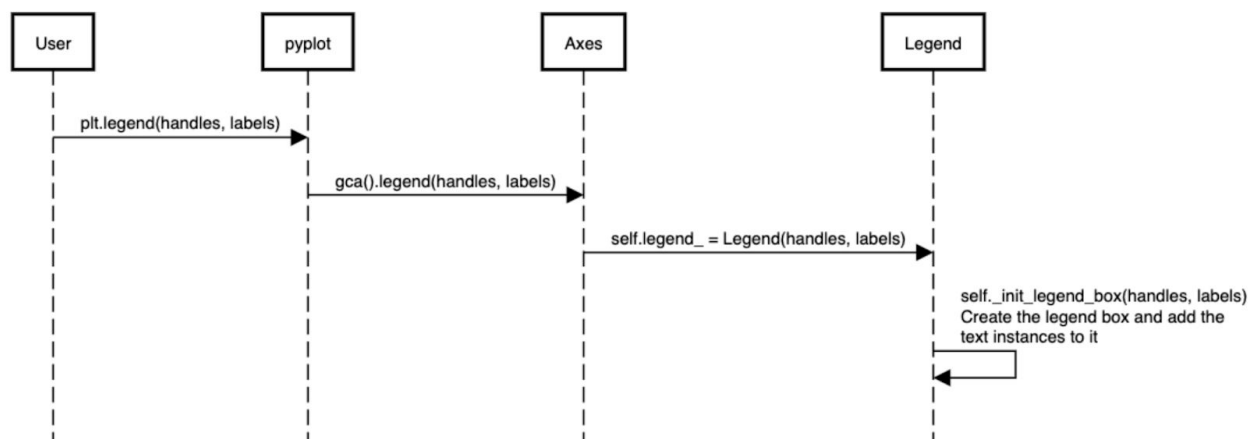 User
pyplot
Axes
Legend
plt.legend(handles, labels)
gca().legend(handles, labels)
self.legend_ = Legend(handles, labels)
self._init_legend_box(handles, labels)
Create the legend box and add the
text instances to it